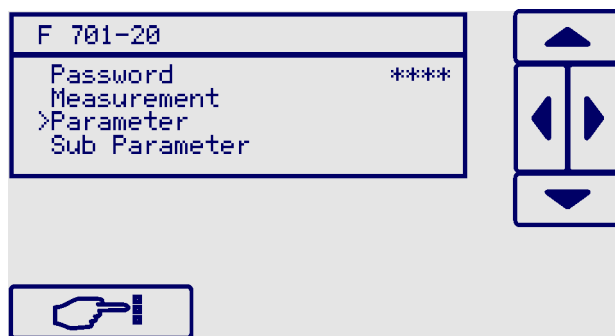 F 701-20
Password ****
Measurement
>Parameter
Sub Parameter